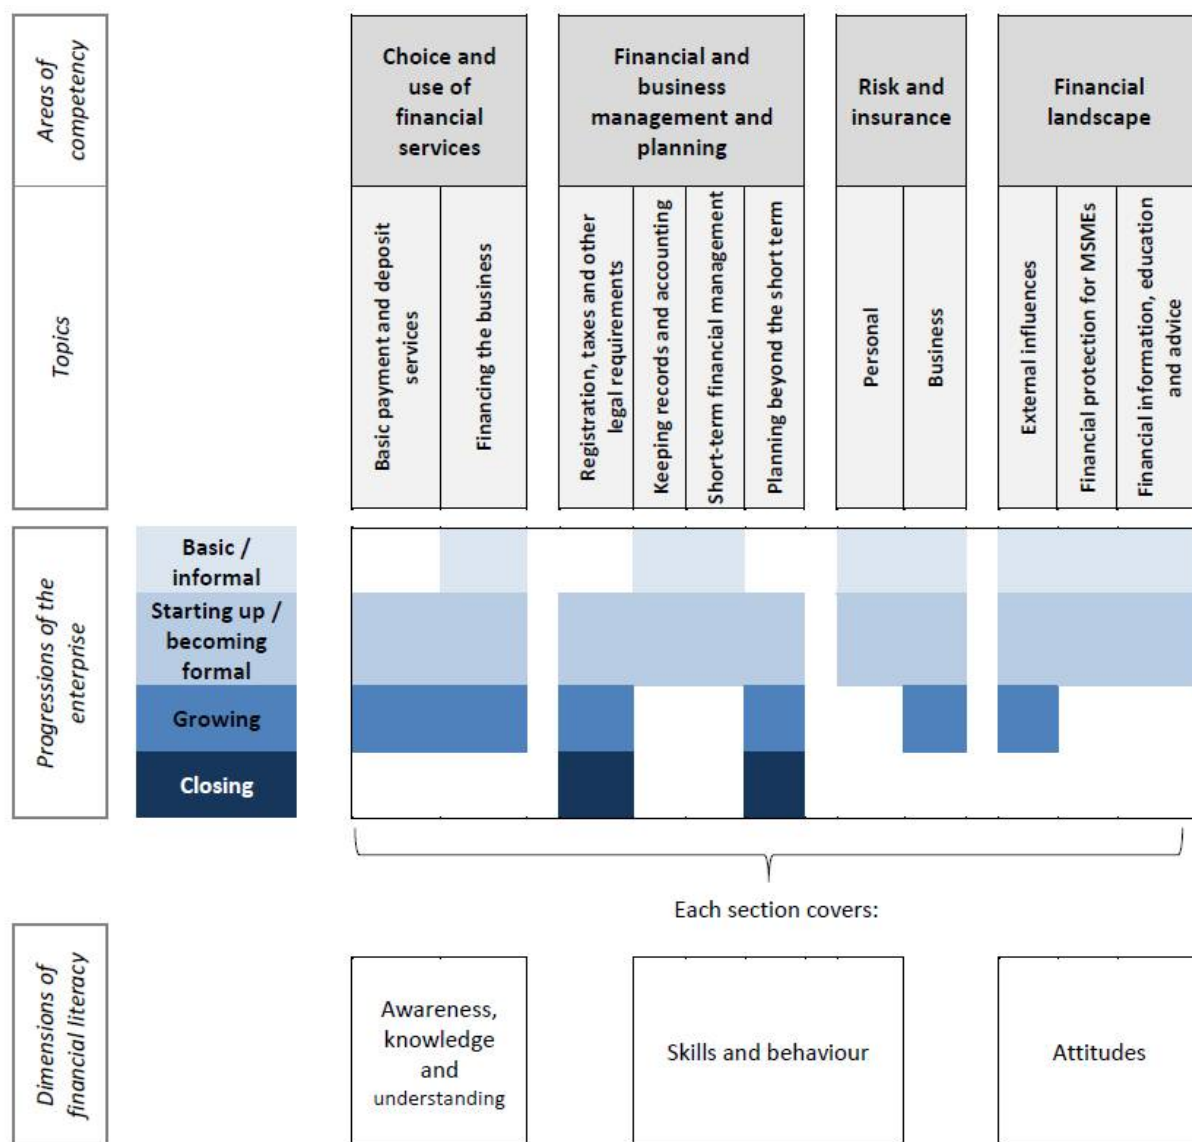 Areas of
competency
Choice and
use of
financial
services
Financial and
business
management and
planning
Risk and
insurance
Financial
landscape
Topics
Basic payment and deposit
services
Financing the business
Registration, taxes and other
legal requirements
Keeping records and accounting
Short-term financial management
Planning beyond the short term
Personal
Business
External influences
Financial protection for MSMEs
Financial information, education
and advice
Progressions of the
enterprise
Basic /
informal
Starting up /
becoming
formal
Growing
Closing
Each section covers:
Dimensions of
financial literacy
Awareness,
knowledge
and
understanding
Skills and behaviour
Attitudes